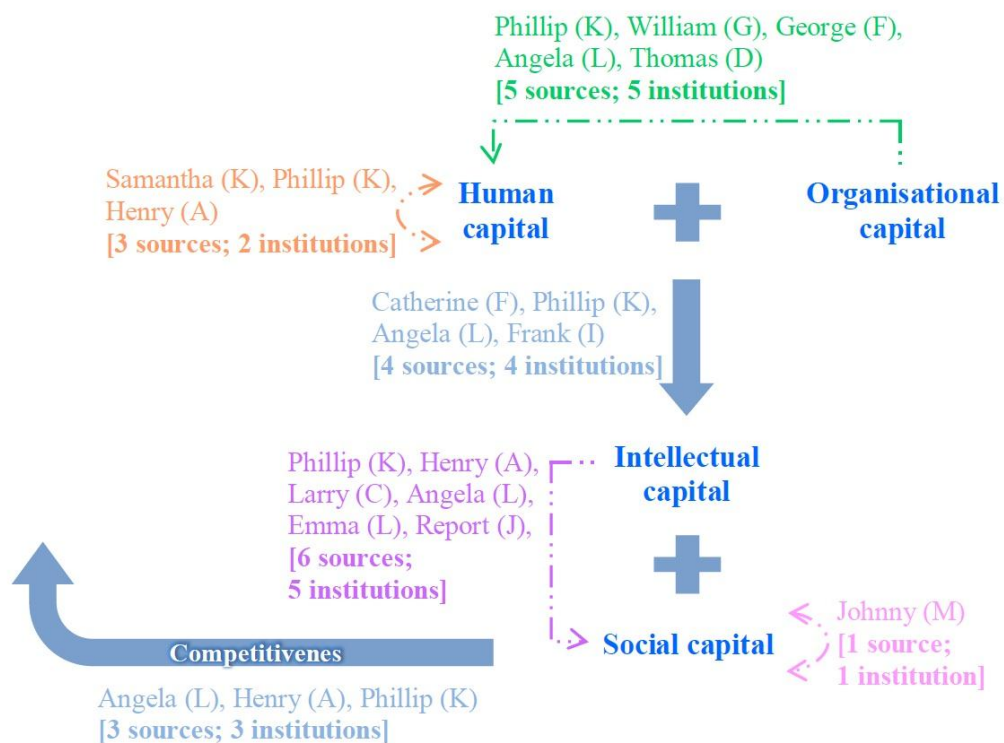 Phillip (K), William (G), George (F),
Angela (L), Thomas (D)
[5 sources; 5 institutions]
Samantha (K), Phillip (K),
Henry (A)
[3 sources; 2 institutions]
Human
capital
Organisational
capital
Catherine (F), Phillip (K),
Angela (L), Frank (I)
[4 sources; 4 institutions]
Phillip (K), Henry (A),
Larry (C), Angela (L),
Emma (L), Report (J),
[6 sources;
5 institutions]
Intellectual
capital
Social capital
Johnny (M)
[1 source;
1 institution]
Competitivenes
Angela (L), Henry (A), Phillip (K)
[3 sources; 3 institutions]